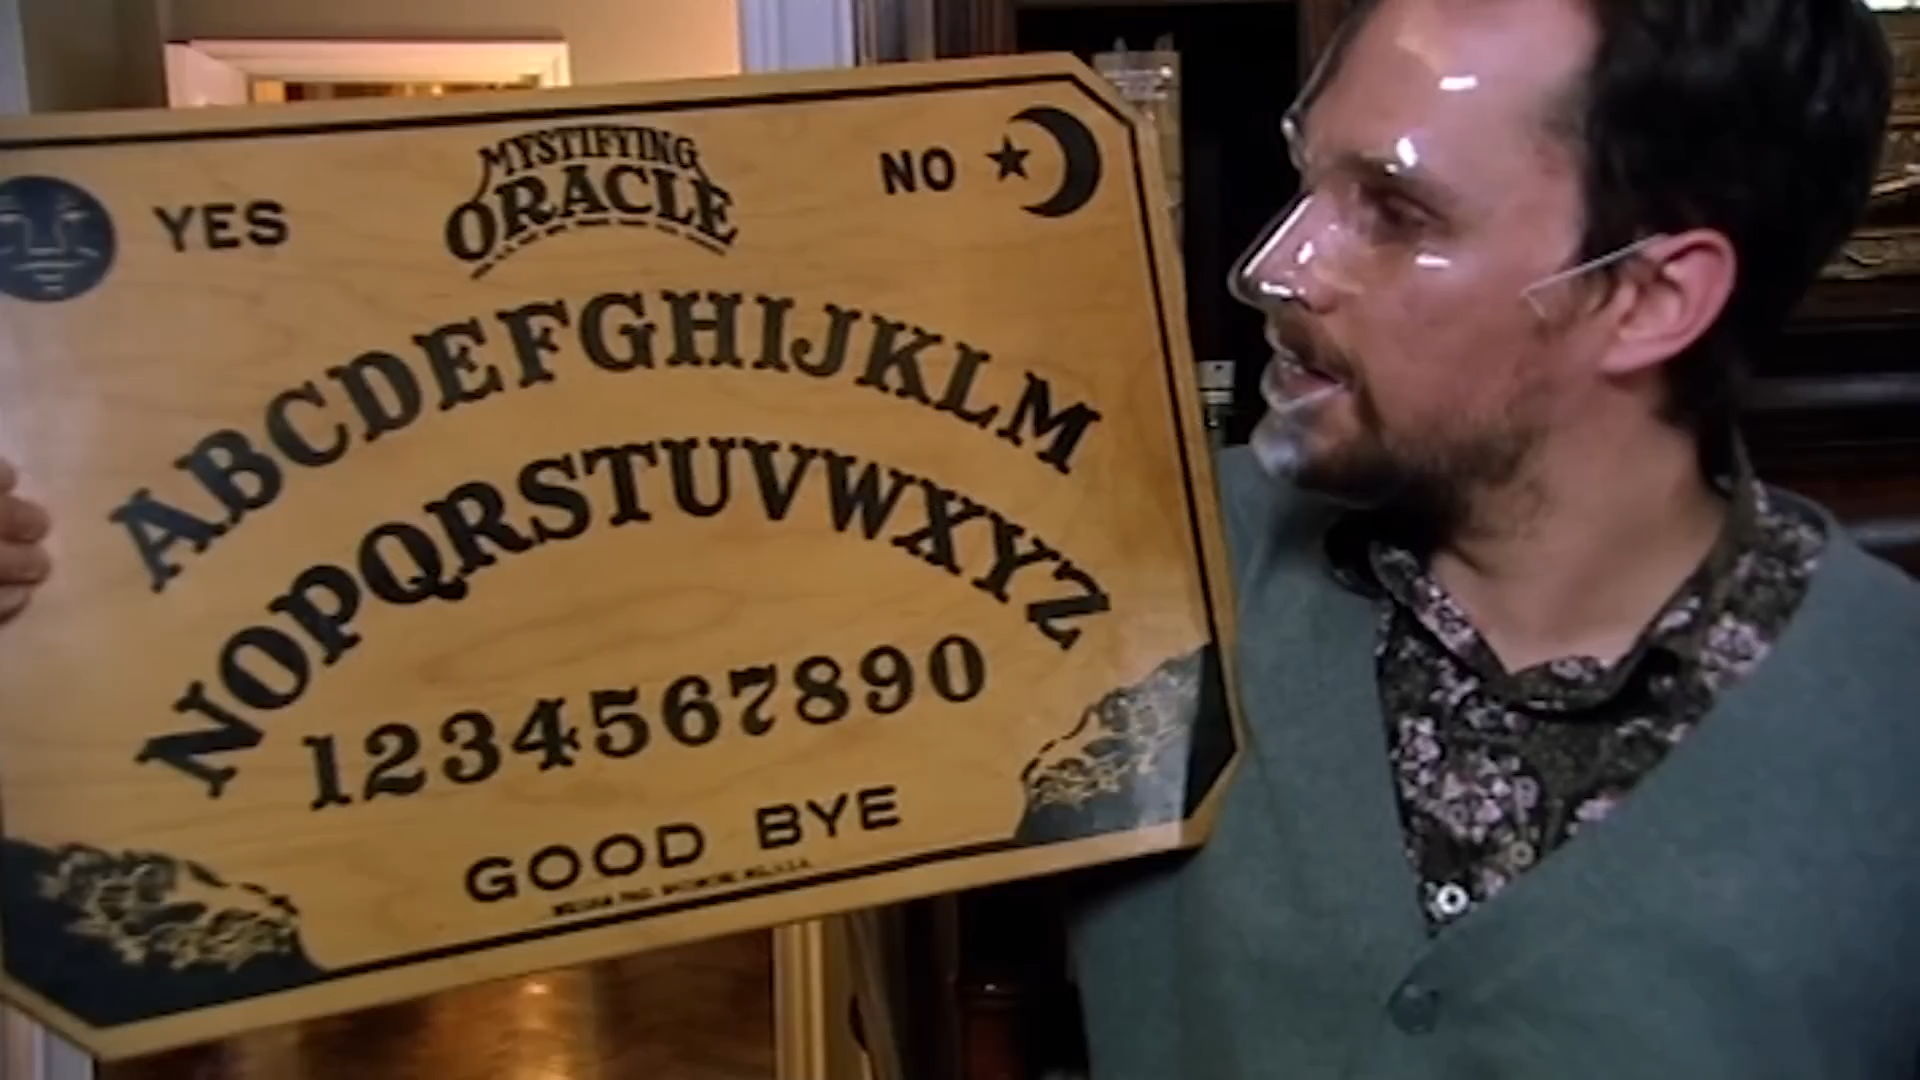 YES
MYSTIFYING
ORACLE
NO
ABCDEFGHIJKLM
NOPQRSTUVWXYZ
1234567890
GOOD BYE